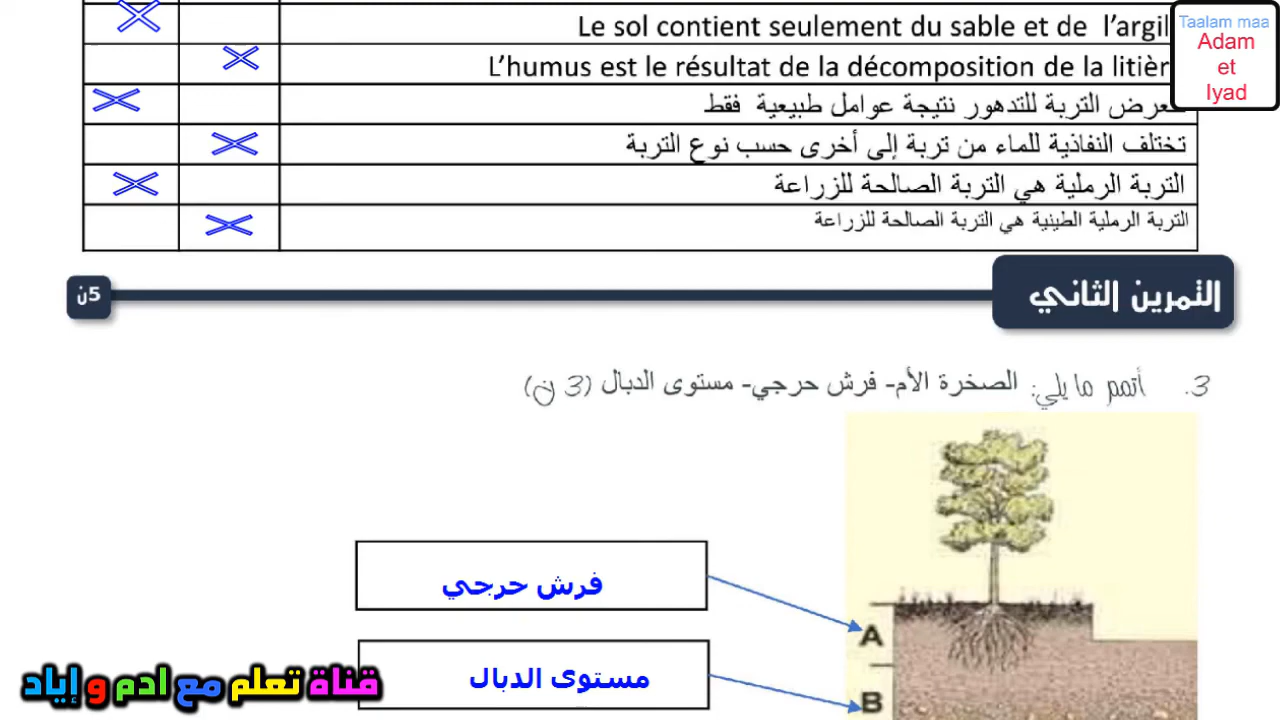 Le sol contient seulement du sable et de l’argil
Taalam maa
Adam
et
Iyad
L’humus est le résultat de la décomposition de la litièr
تعرض التربة للتدهور نتيجة عوامل طبيعية فقط
تختلف النفاذية للماء من تربة إلى أخرى حسب نوع التربة
التربة الرملية هي التربة الصالحة للزراعة
التربة الرملية الطينية هي التربة الصالحة للزراعة
التمرين الثاني
5ن
3. أتمم ما يلي: الصخرة الأم- فرش حرجي- مستوى الدبال (3 ن)
فرش حرجي
A
مستوى الدبال
B
قناة تعلم مع ادم و إياد